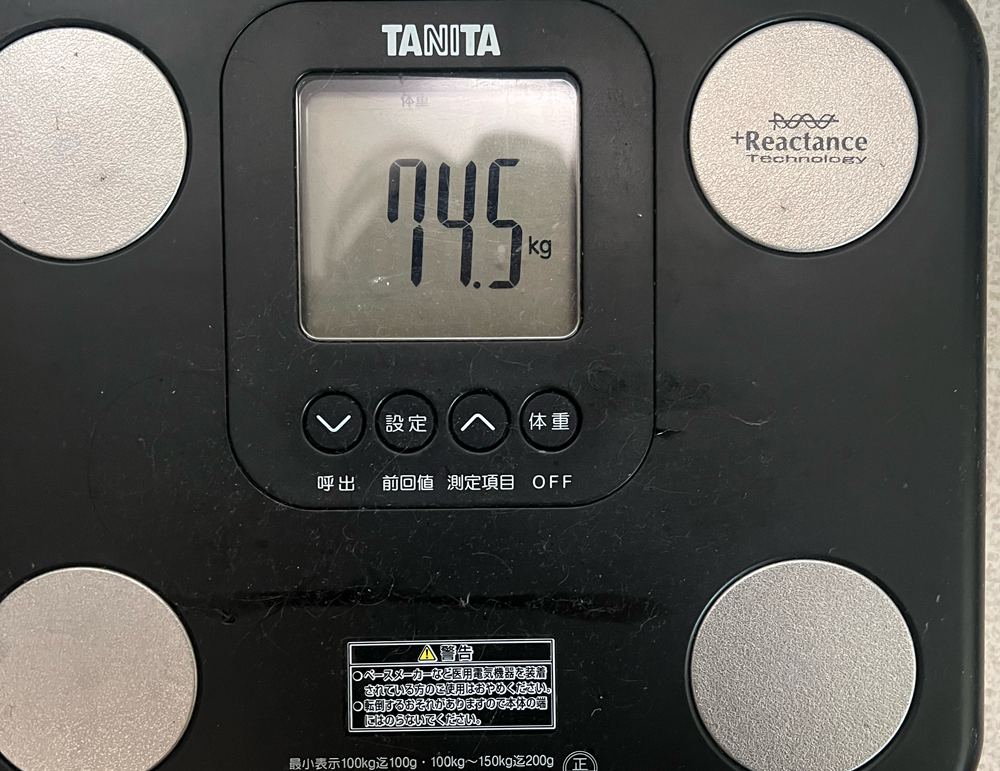 TANITA
体重
74.5 kg
+Reactance
Technology
設定 体重
呼出 前回値 測定項目 OFF
警告
●ペースメーカーなど医用電気機器を装着
されている方のご使用はおやめください。
●転倒するおそれがありますので本体の端
にはのらないでください。
最小表示100kg迄100g・100kg〜150kg迄200g 正